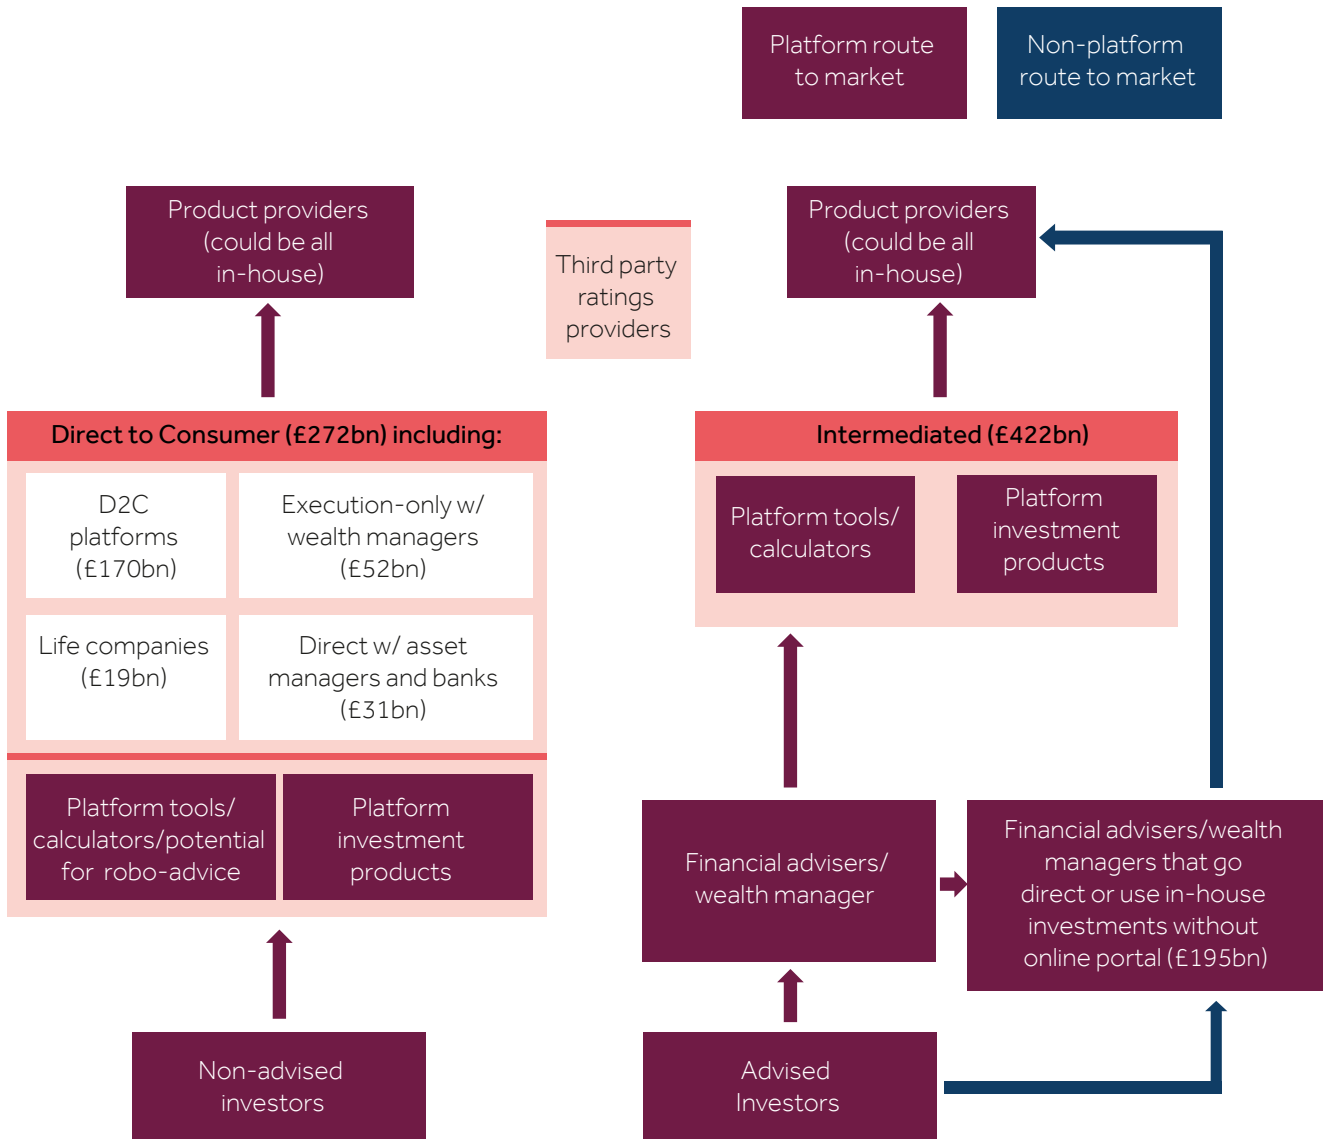 Platform route
to market
Non-platform
route to market
Product providers
(could be all
in-house)
Third party
ratings
providers
Product providers
(could be all
in-house)
Direct to Consumer (£272bn) including:
D2C
platforms
(£170bn)
Execution-only w/
wealth managers
(£52bn)
Life companies
(£19bn)
Direct w/ asset
managers and banks
(£31bn)
Platform tools/
calculators/potential
for robo-advice
Platform
investment
products
Non-advised
investors
Intermediated (£422bn)
Platform tools/
calculators
Platform
investment
products
Financial advisers/
wealth manager
Financial advisers/wealth
managers that go
direct or use in-house
investments without
online portal (£195bn)
Advised
Investors